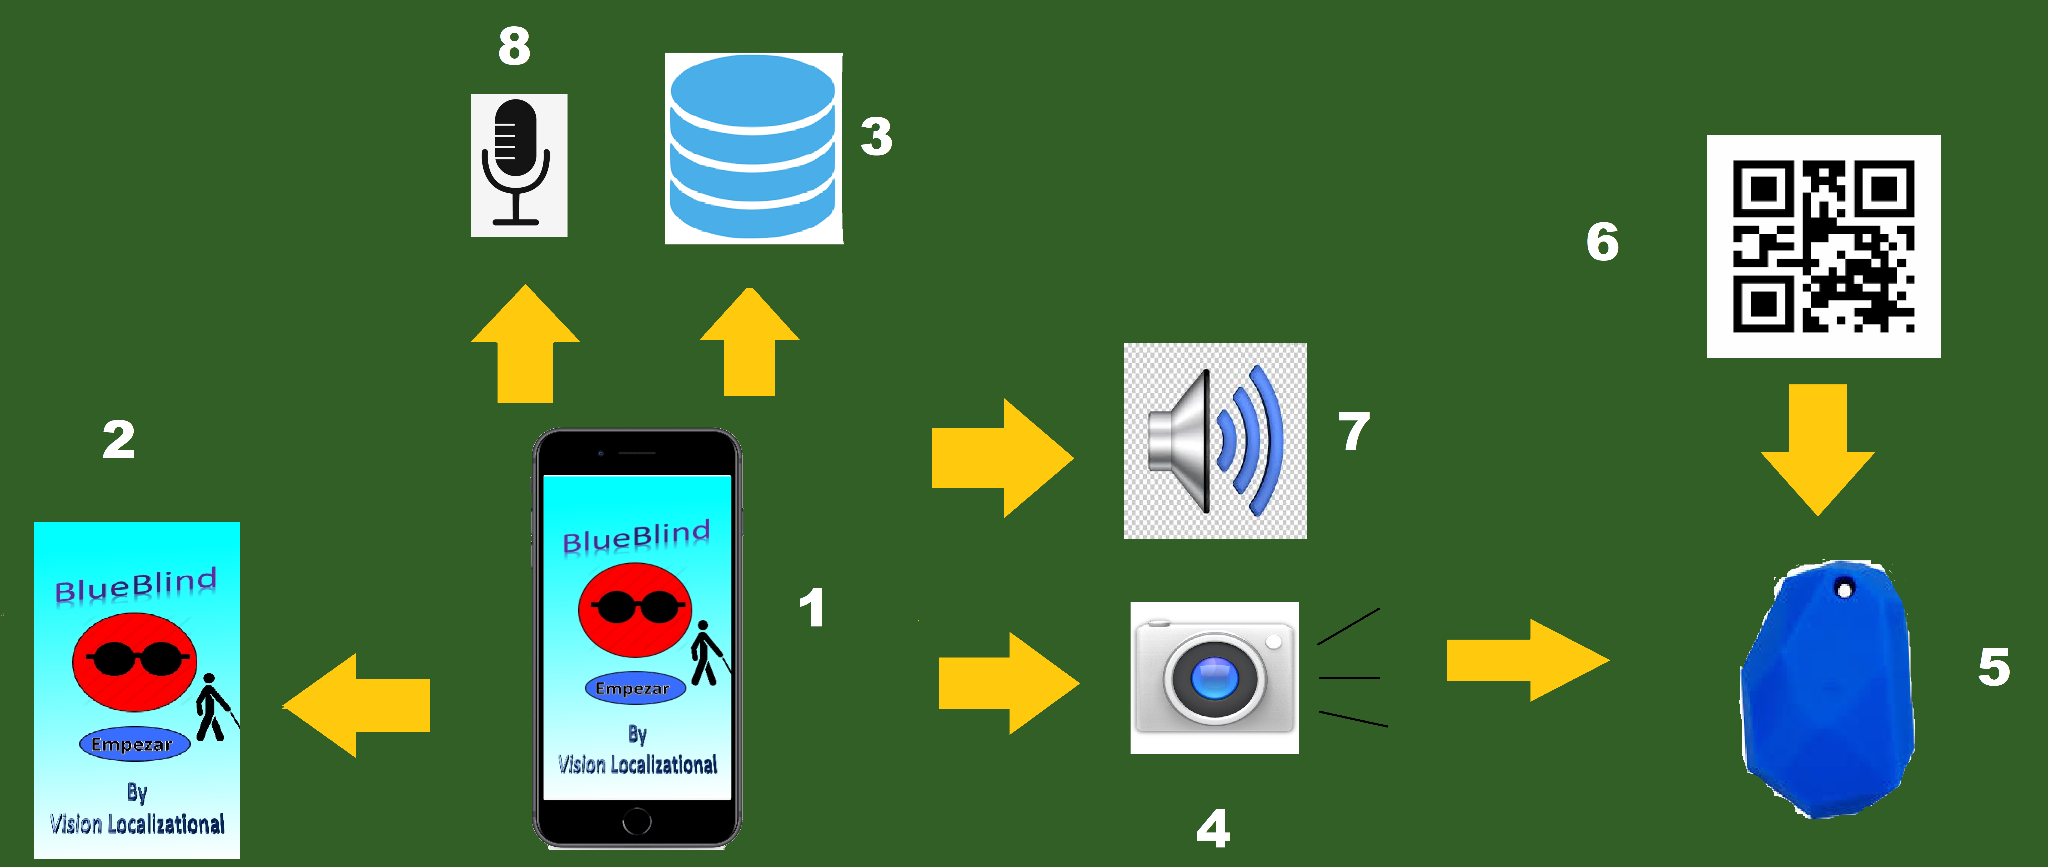 8
3
6
7
2
BlueBlind
Empezar
By
Vision Localizational
BlueBlind
Empezar
By
Vision Localizational
1
5
4